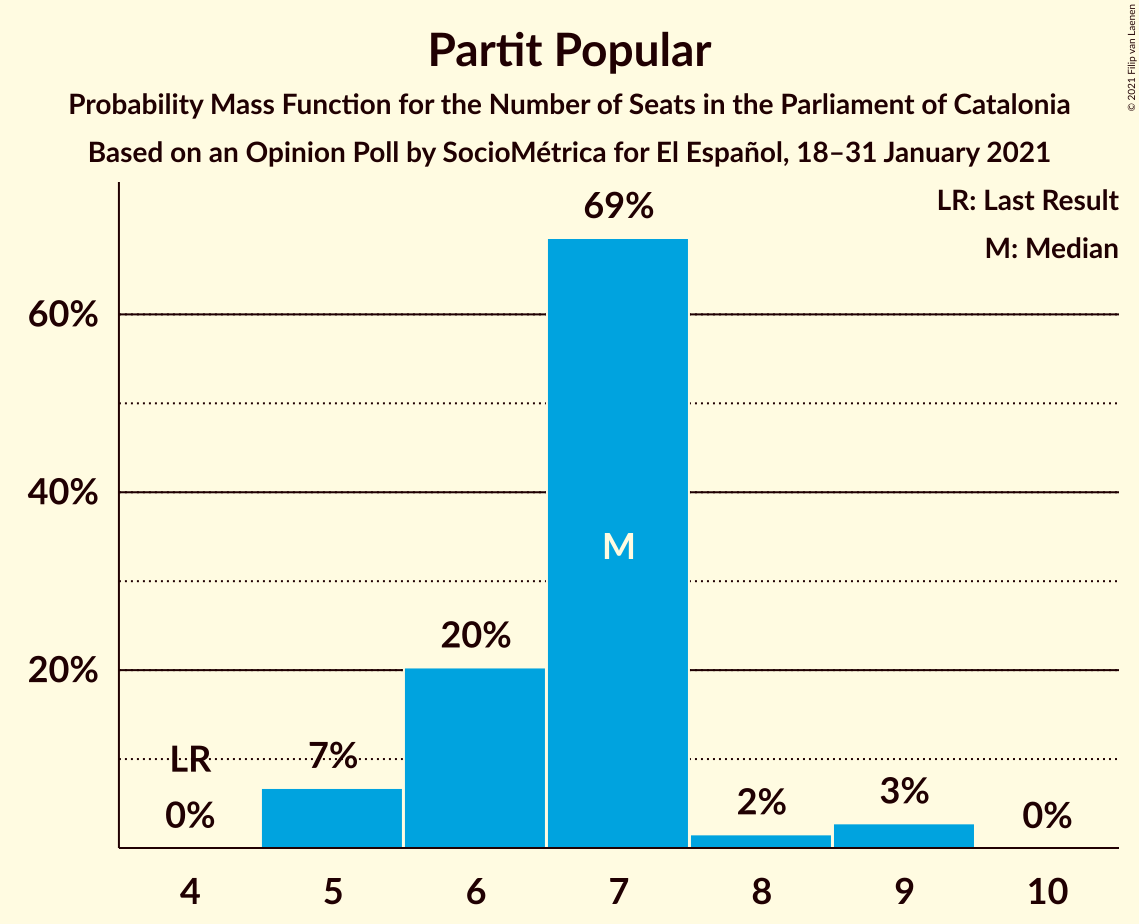 Partit Popular
Probability Mass Function for the Number of Seats in the Parliament of Catalonia
Based on an Opinion Poll by SocioMétrica for El Español, 18–31 January 2021
© 2021 Filip van Laenen
LR: Last Result
M: Median
69%
60%
40%
M
20%
20%
LR
7%
0%
2%
3%
0%
4 5 6 7 8 9 10